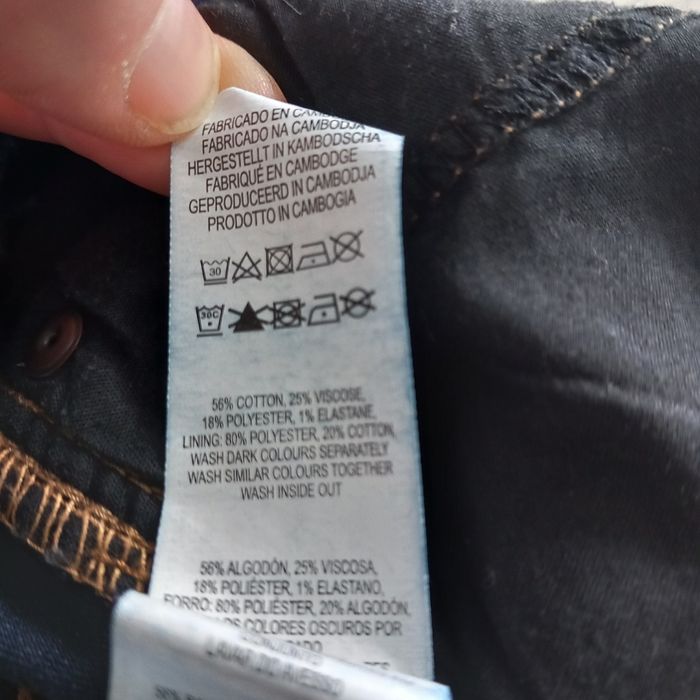 FABRICADO EN
FABRICADO NA CAMBODJA
HERGESTELLT IN KAMBODSCHA
FABRIQUÉ EN CAMBODGE
GEPRODUCEERD IN CAMBODJA
PRODOTTO IN CAMBOGIA
30
30C
56% COTTON, 25% VISCOSE,
18% POLYESTER, 1% ELASTANE,
LINING: 80% POLYESTER, 20% COTTON,
WASH DARK COLOURS SEPARATELY
WASH SIMILAR COLOURS TOGETHER
WASH INSIDE OUT
56% ALGODÓN, 25% VISCOSA,
18% POLIÉSTER, 1% ELASTANO,
FORRO: 80% POLIÉSTER, 20% ALGODÓN,
COLORES OSCUROS POR